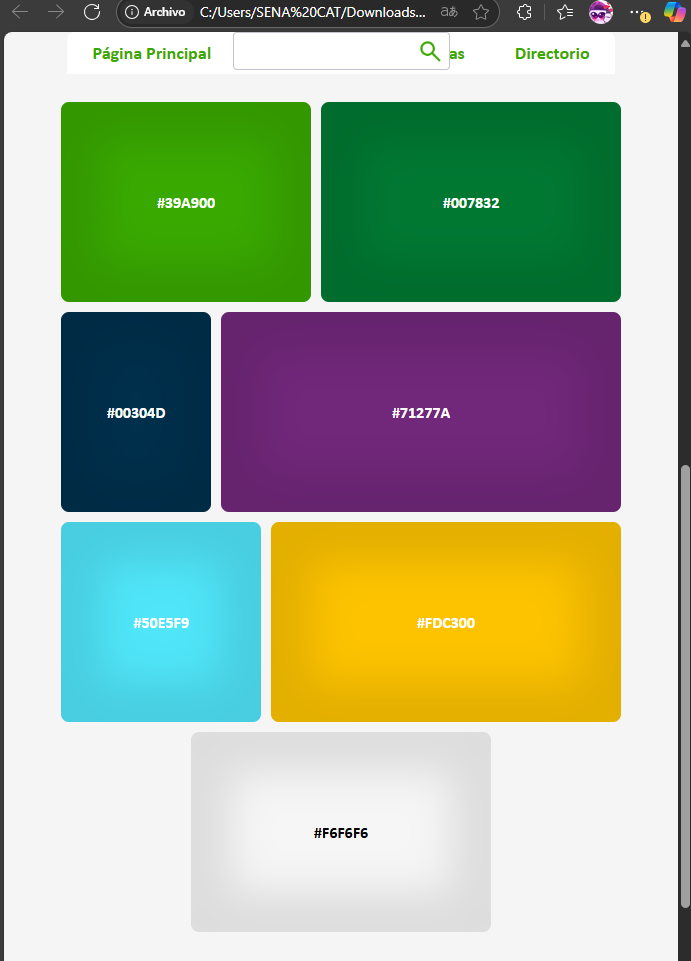 Archivo C:/Users/SENA%20CAT/Downloads...
Página Principal as Directorio
#39A900 #007832
#00304D #71277A
#50E5F9 #FDC300
#F6F6F6